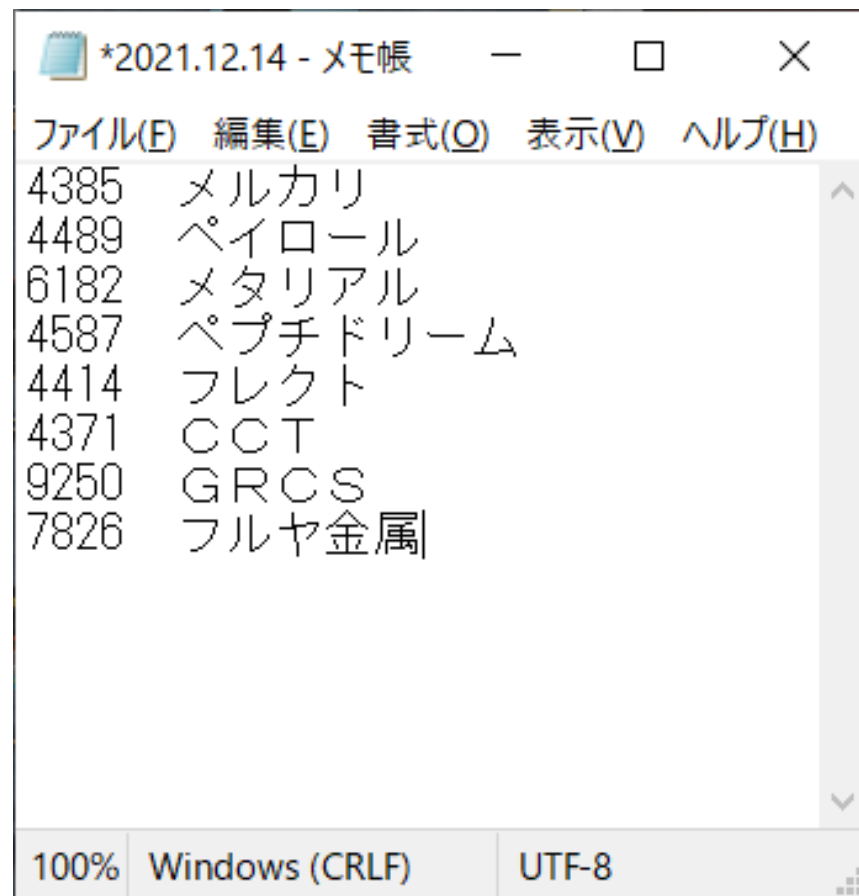 *2021.12.14 - メモ帳
ファイル(F) 編集(E) 書式(O) 表示(V) ヘルプ(H)
4385　メルカリ
4489　ペイロール
6182　メタリアル
4587　ペプチドリーム
4414　フレクト
4371　ＣＣＴ
9250　ＧＲＣＳ
7826　フルヤ金属
100% Windows (CRLF) UTF-8